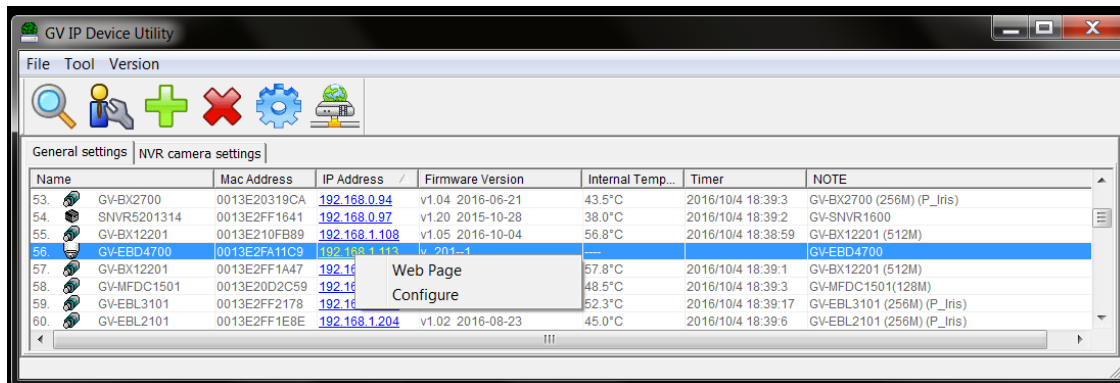 GV IP Device Utility
File Tool Version
General settings NVR camera settings
Name Mac Address IP Address Firmware Version Internal Temp... Timer NOTE
53. GV-BX2700 0013E20319CA 192.168.0.94 v1.04 2016-06-21 43.5°C 2016/10/4 18:39:3 GV-BX2700 (256M) (P_Iris)
54. SNVR5201314 0013E2FF1641 192.168.0.97 v1.20 2015-10-28 38.0°C 2016/10/4 18:39:2 GV-SNVR1600
55. GV-BX12201 0013E210FB89 192.168.1.108 v1.05 2016-10-04 56.8°C 2016/10/4 18:38:59 GV-BX12201 (512M)
56. GV-EBD4700 0013E2FA11C9 192.168.1.113 v_201--1 ---- GV-EBD4700
57. GV-BX12201 0013E2FF1A47 192.16 57.8°C 2016/10/4 18:39:1 GV-BX12201 (512M)
Web Page
58. GV-MFDC1501 0013E20D2C59 192.16 48.5°C 2016/10/4 18:39:3 GV-MFDC1501(128M)
Configure
59. GV-EBL3101 0013E2FF2178 192.16 52.3°C 2016/10/4 18:39:17 GV-EBL3101 (256M) (P_Iris)
60. GV-EBL2101 0013E2FF1E8E 192.168.1.204 v1.02 2016-08-23 45.0°C 2016/10/4 18:39:6 GV-EBL2101 (256M) (P_Iris)